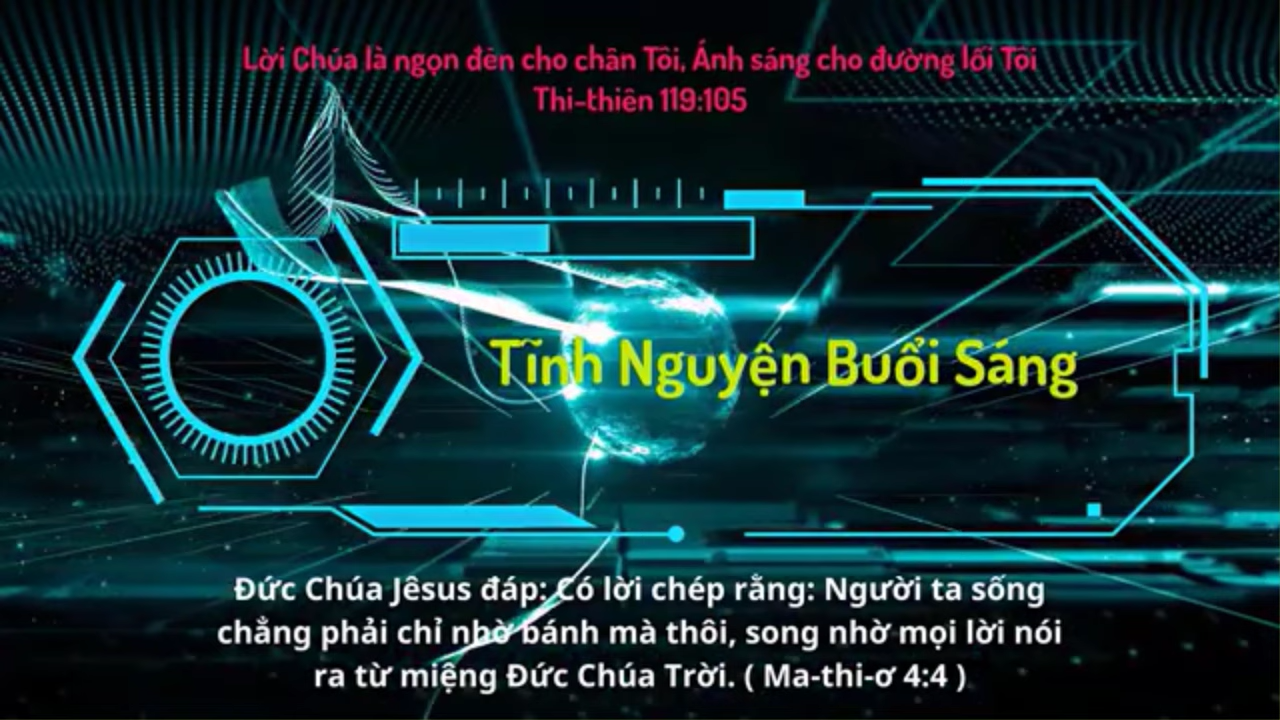 Lời Chúa là ngọn đèn cho chân Tôi, Ánh sáng cho đường lối Tôi
Thi-thiên 119:105
Tĩnh Nguyện Buổi Sáng
Đức Chúa Jêsus đáp: Có lời chép rằng: Người ta sống
chẳng phải chỉ nhờ bánh mà thôi, song nhờ mọi lời nói
ra từ miệng Đức Chúa Trời. ( Ma-thi-ơ 4:4 )